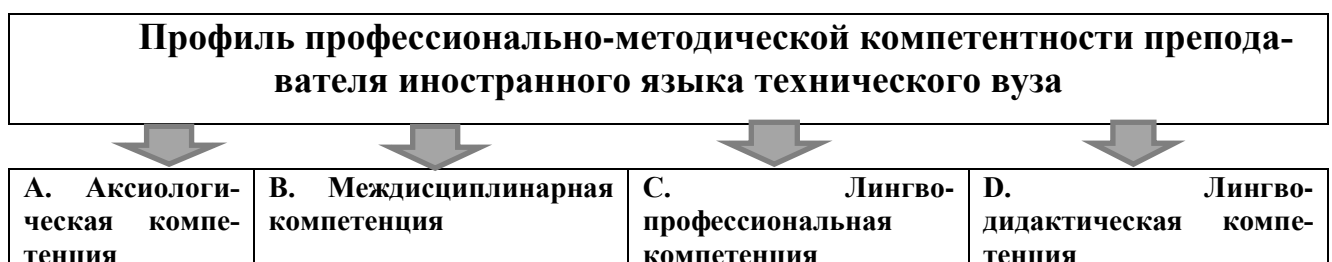 Профиль профессионально-методической компетентности препода-
вателя иностранного языка технического вуза
A. Аксиологи-
ческая компе-
тенция
B. Междисциплинарная
компетенция
C. Лингво-
профессиональная
компетенция
D. Лингво-
дидактическая компе-
тенция